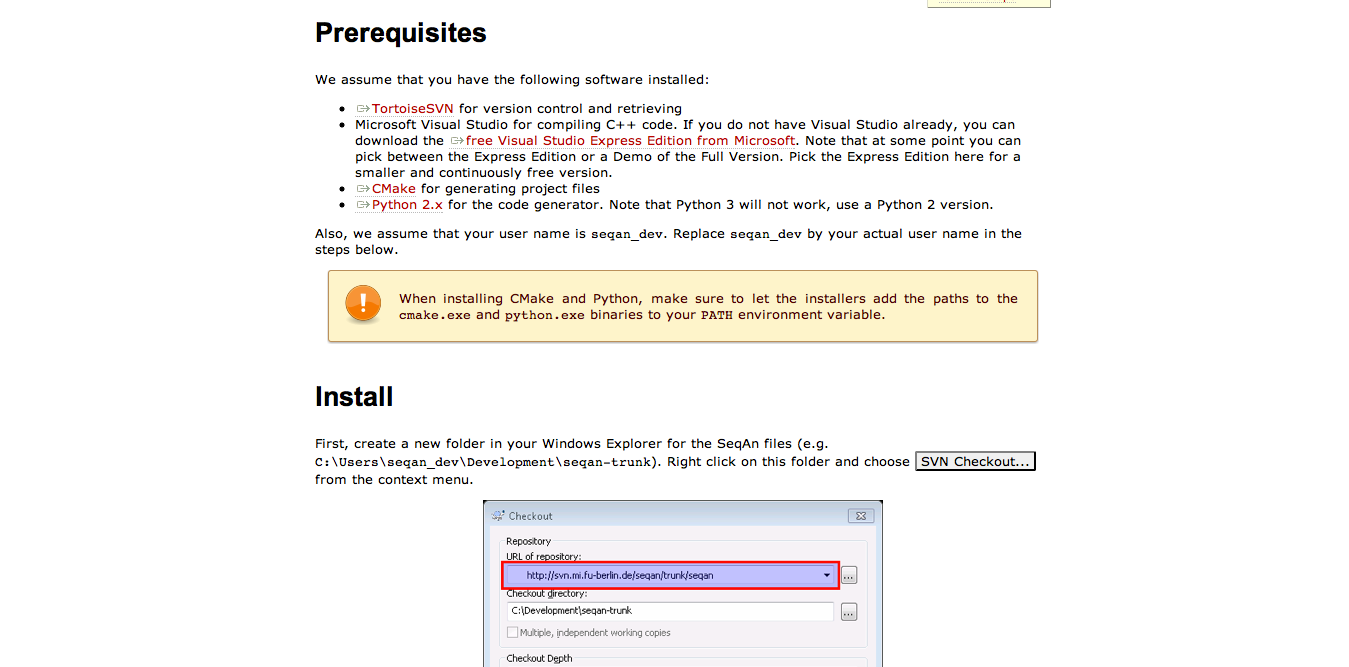 Prerequisites
We assume that you have the following software installed:
TortoiseSVN for version control and retrieving
Microsoft Visual Studio for compiling C++ code. If you do not have Visual Studio already, you can
download the free Visual Studio Express Edition from Microsoft. Note that at some point you can
pick between the Express Edition or a Demo of the Full Version. Pick the Express Edition here for a
smaller and continuously free version.
CMake for generating project files
Python 2.x for the code generator. Note that Python 3 will not work, use a Python 2 version.
Also, we assume that your user name is seqan_dev. Replace seqan_dev by your actual user name in the
steps below.
When installing CMake and Python, make sure to let the installers add the paths to the
cmake.exe and python.exe binaries to your PATH environment variable.
Install
First, create a new folder in your Windows Explorer for the SeqAn files (e.g.
C:\Users\seqan_dev\Development\seqan-trunk). Right click on this folder and choose SVN Checkout...
from the context menu.
Checkout
Repository
URL of repository:
http://svn.mi.fu-berlin.de/seqan/trunk/seqan
...
Checkout directory:
C:\Development\seqan-trunk
...
Multiple, independent working copies
Checkout Depth